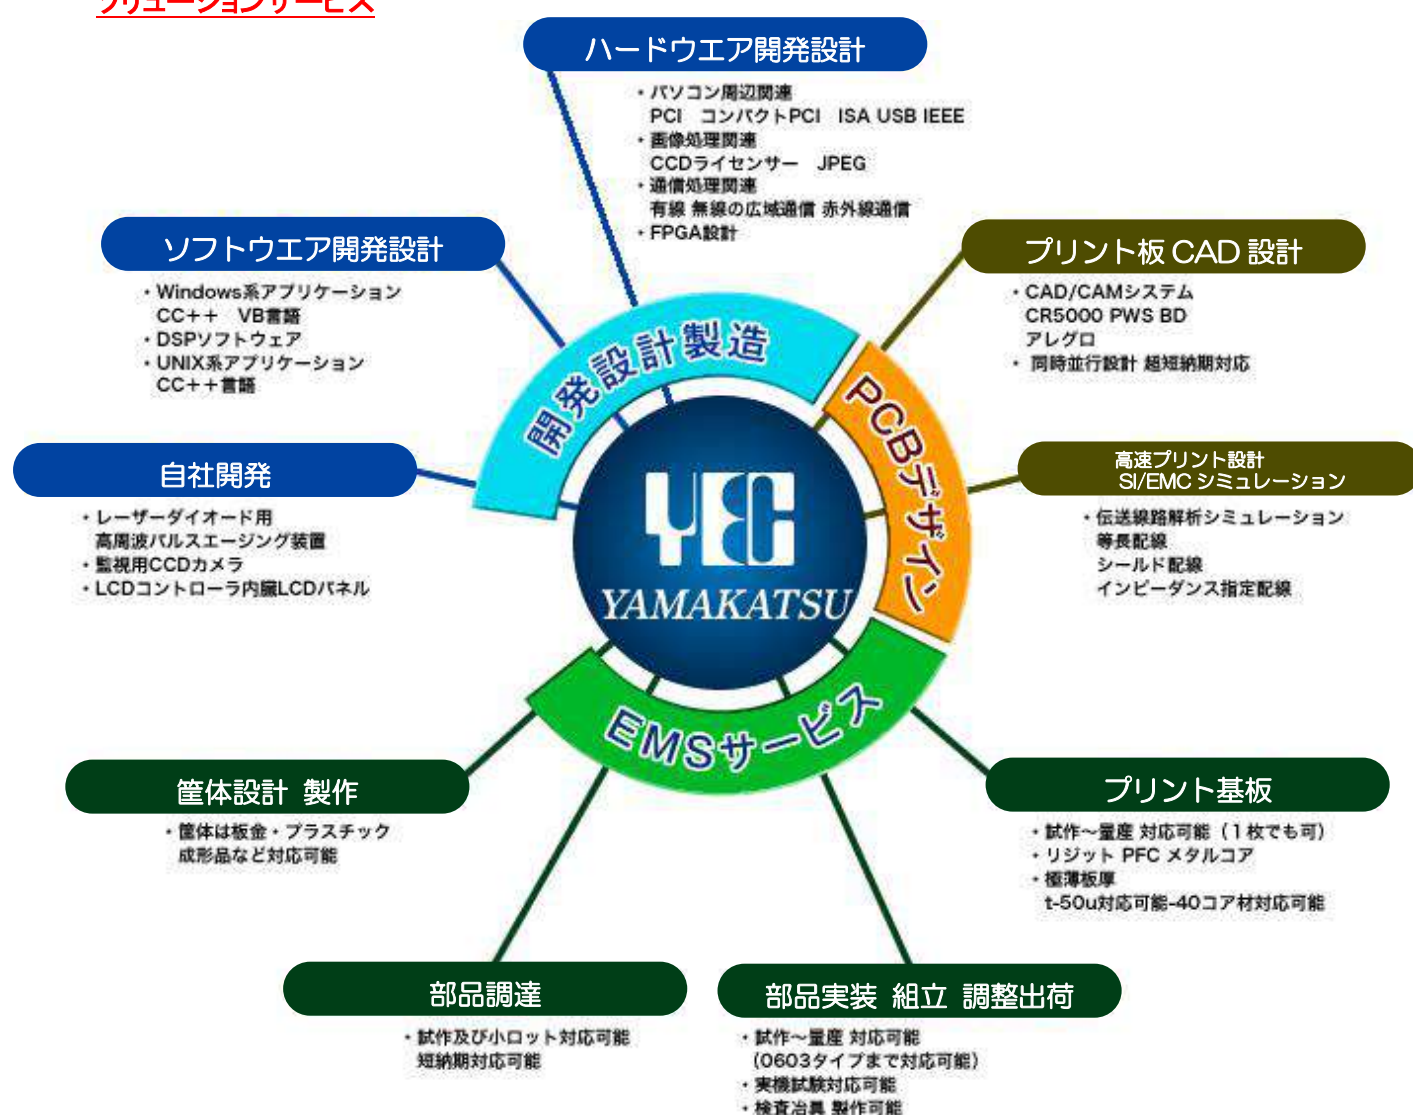 ソリューションサービス
ハードウエア開発設計
・パソコン周辺関連
PCI コンパクトPCI ISA USB IEEE
・画像処理関連
CCDライセンサー JPEG
・通信処理関連
有線 無線の広域通信 赤外線通信
・FPGA設計
ソフトウエア開発設計
・Windows系アプリケーション
CC++ VB言語
・DSPソフトウェア
・UNIX系アプリケーション
CC++言語
プリント板 CAD 設計
・CAD/CAMシステム
CR5000 PWS BD
アレグロ
・同時並行設計 超短納期対応
開発設計製造
PCBデザイン
自社開発
・レーザーダイオード用
高周波パルスエージング装置
・監視用CCDカメラ
・LCDコントローラ内臓LCDパネル
高速プリント設計
SI/EMC シミュレーション
・伝送線路解析シミュレーション
等長配線
シールド配線
インピーダンス指定配線
YEC
YAMAKATSU
EMSサービス
筐体設計 製作
・筐体は板金・プラスチック
成形品など対応可能
プリント基板
・試作～量産 対応可能（1枚でも可）
・リジット PFC メタルコア
・極薄板厚
t-50u対応可能-40コア材対応可能
部品調達
・試作及び小ロット対応可能
短納期対応可能
部品実装 組立 調整出荷
・試作～量産 対応可能
(0603タイプまで対応可能)
・実機試験対応可能
・検査冶具 製作可能